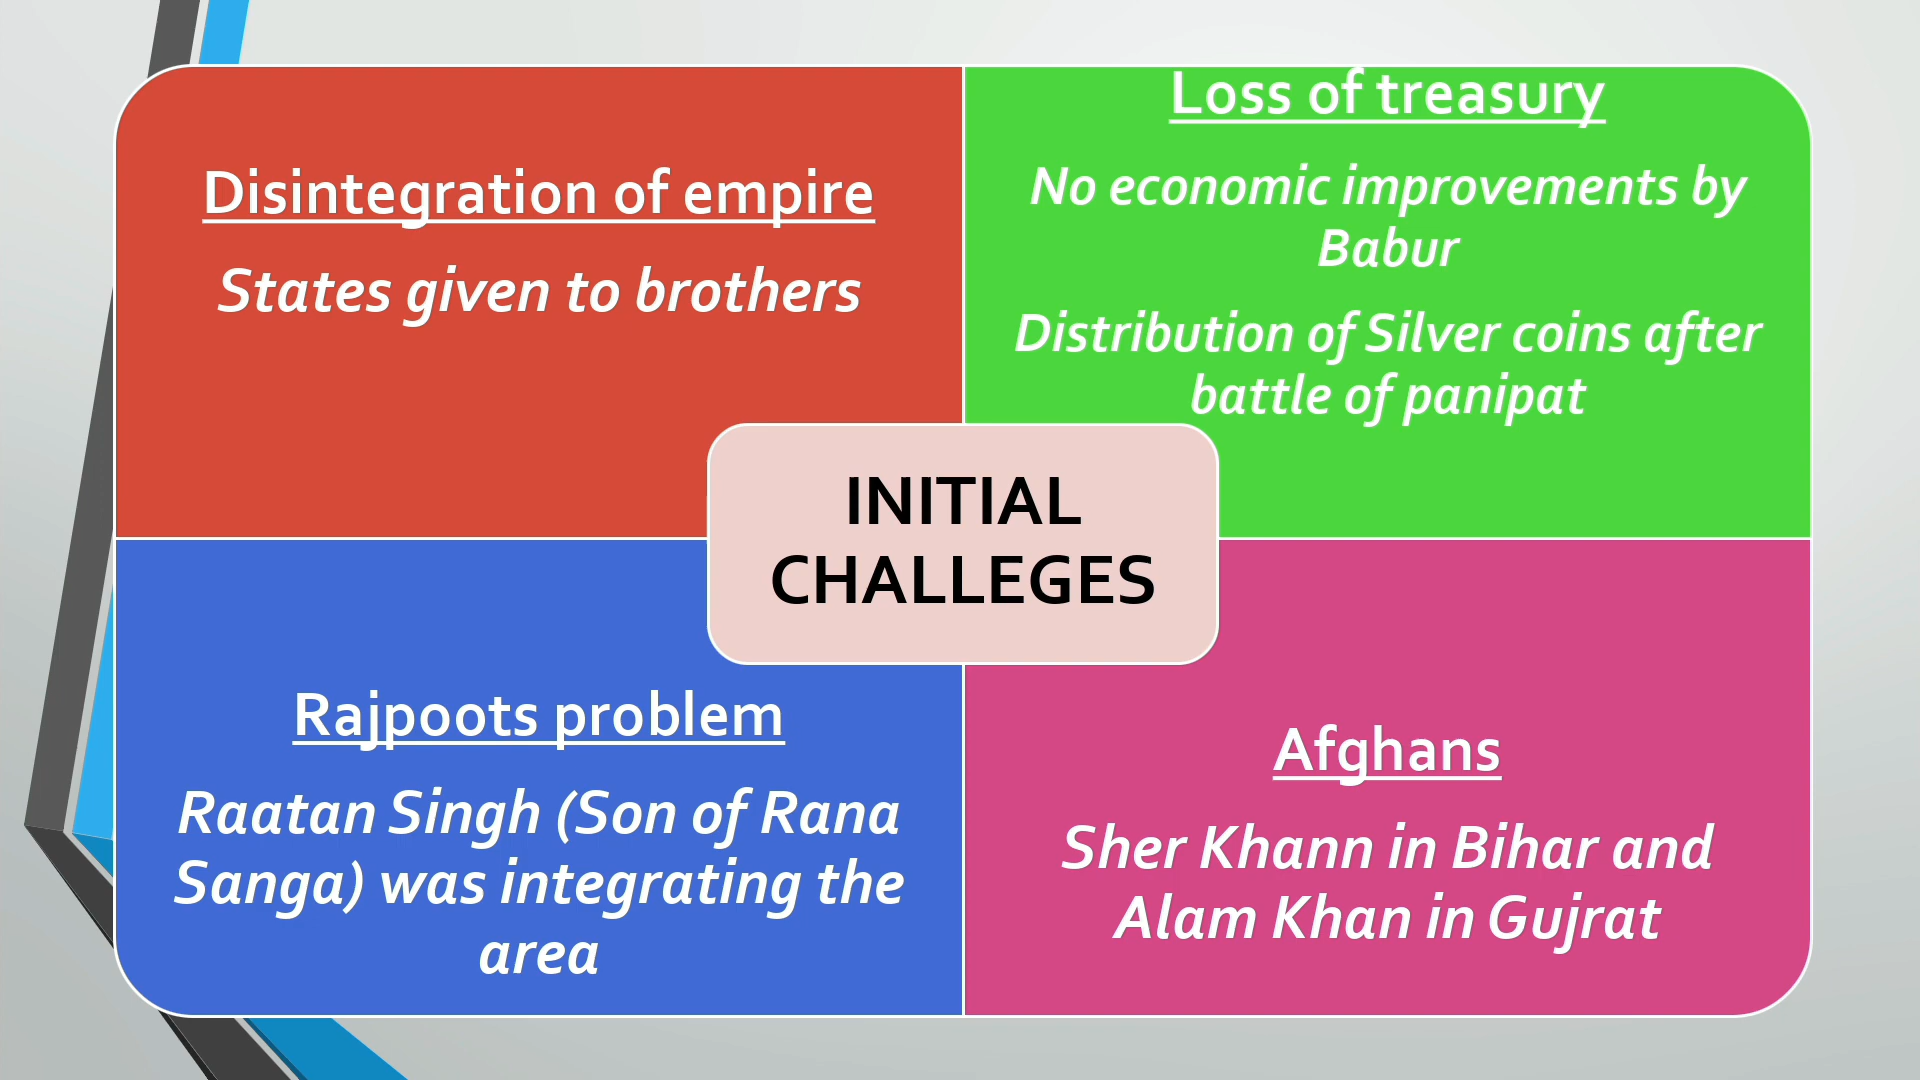 Disintegration of empire
States given to brothers
Loss of treasury
No economic improvements by
Babur
Distribution of Silver coins after
battle of panipat
INITIAL
CHALLEGES
Rajpoots problem
Raatan Singh (Son of Rana
Sanga) was integrating the
area
Afghans
Sher Khann in Bihar and
Alam Khan in Gujrat